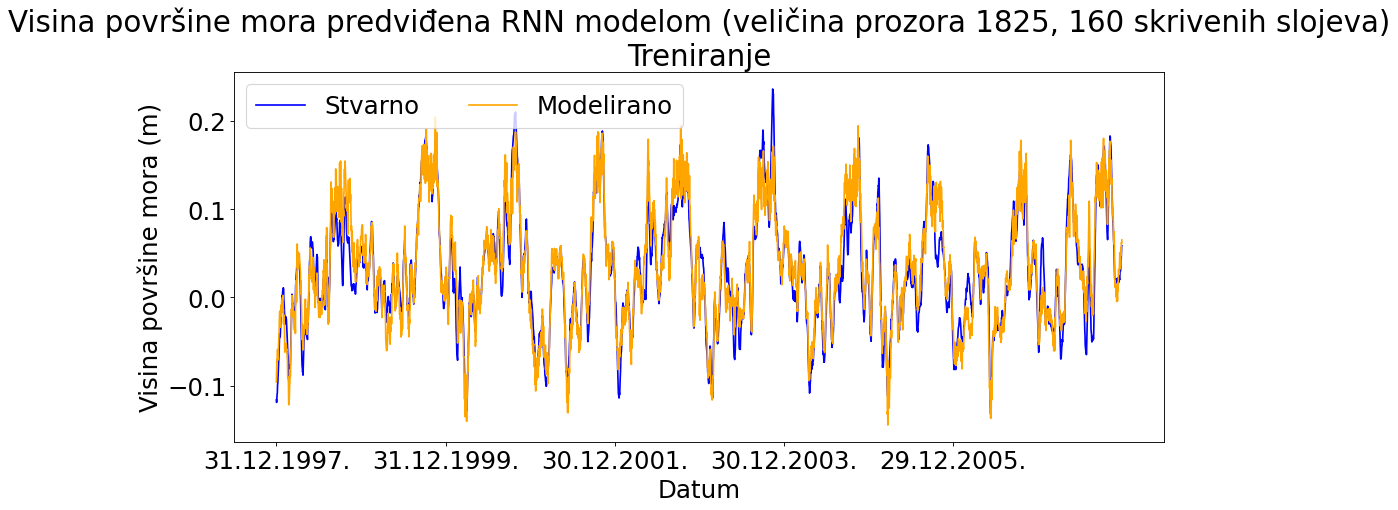 Visina površine mora predviđena RNN modelom (veličina prozora 1825, 160 skrivenih slojeva)
Treniranje
Stvarno Modelirano
Visina površine mora (m)
0.2
0.1
0.0
−0.1
31.12.1997. 31.12.1999. 30.12.2001. 30.12.2003. 29.12.2005.
Datum